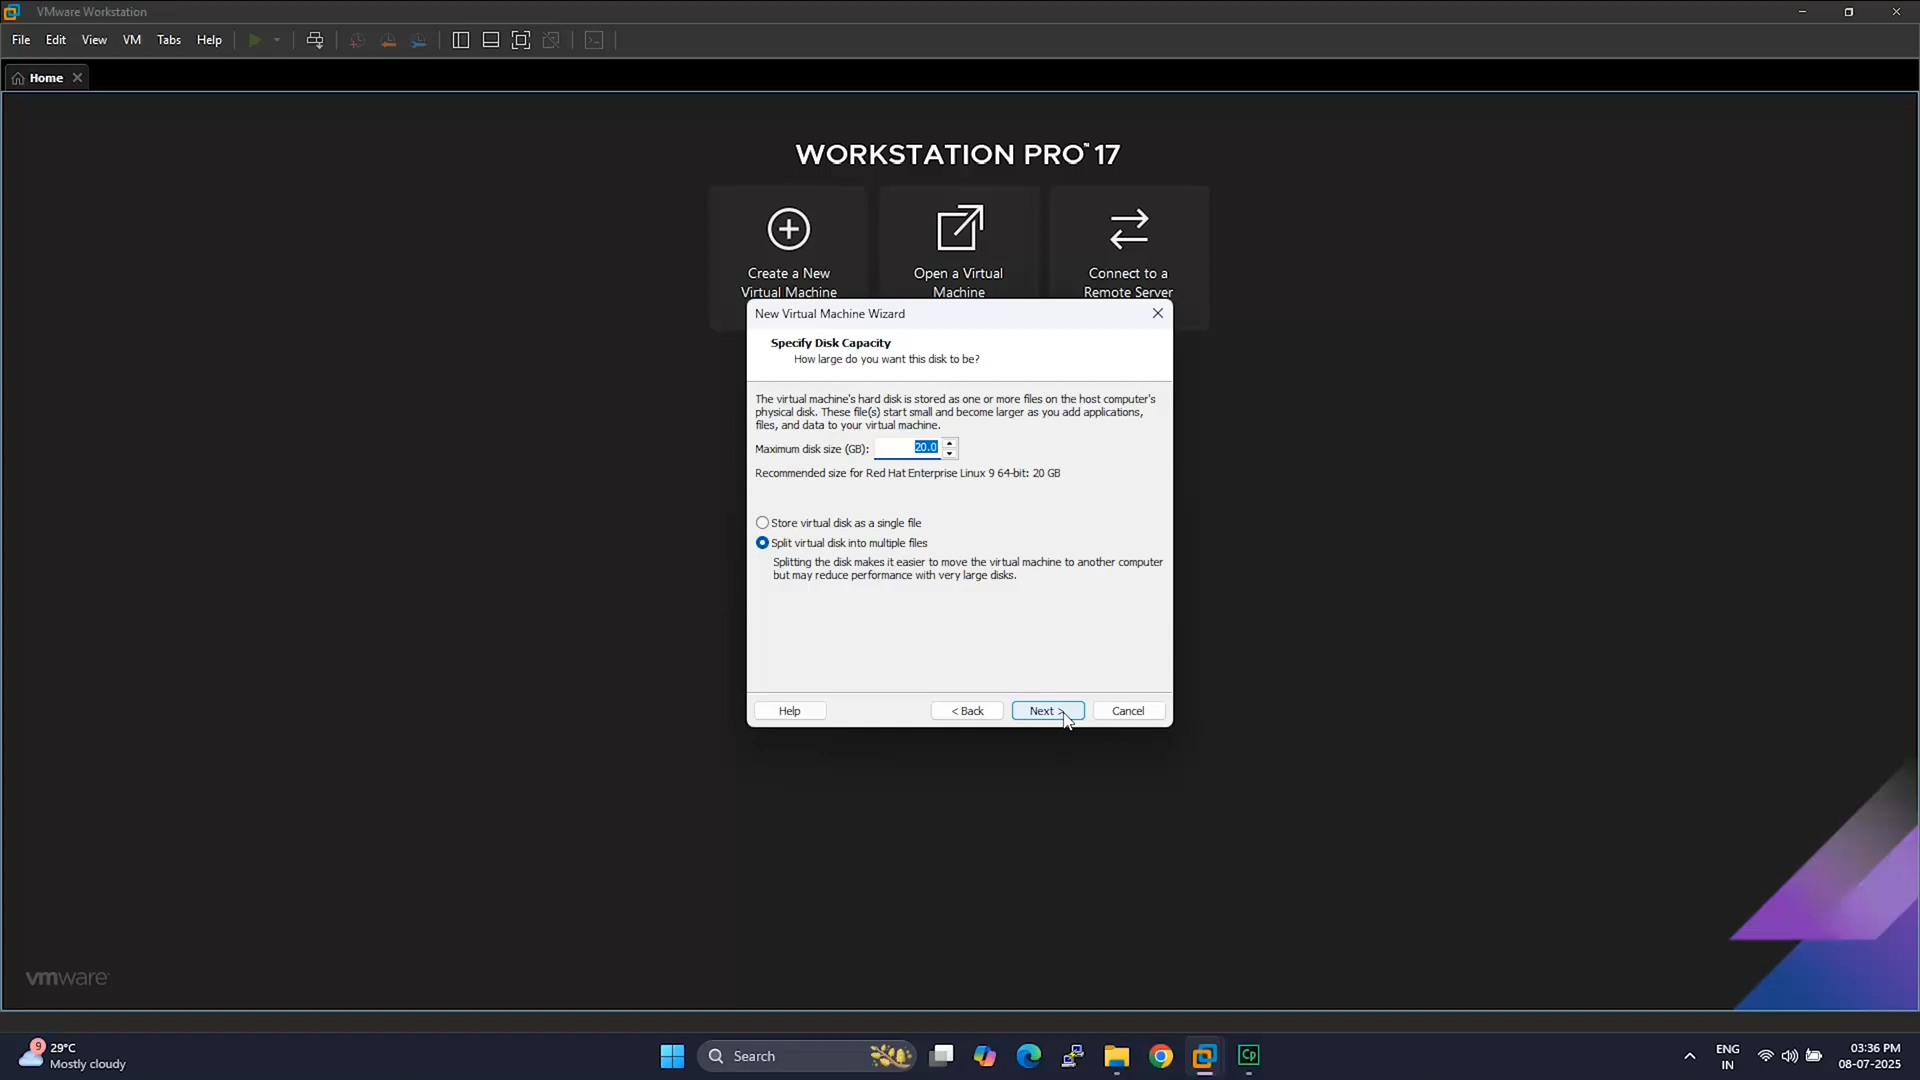 VMware Workstation
File Edit View VM Tabs Help
Home
WORKSTATION PRO™ 17
Create a New
Virtual Machine
Open a Virtual
Machine
Connect to a
Remote Server
New Virtual Machine Wizard
Specify Disk Capacity
How large do you want this disk to be?
The virtual machine's hard disk is stored as one or more files on the host computer's
physical disk. These file(s) start small and become larger as you add applications,
files, and data to your virtual machine.
Maximum disk size (GB): 20.0
Recommended size for Red Hat Enterprise Linux 9 64-bit: 20 GB
Store virtual disk as a single file
Split virtual disk into multiple files
Splitting the disk makes it easier to move the virtual machine to another computer
but may reduce performance with very large disks.
Help < Back Next > Cancel
vmware
9
29°C
Mostly cloudy
Search
Cp
ENG
IN
03:36 PM
08-07-2025